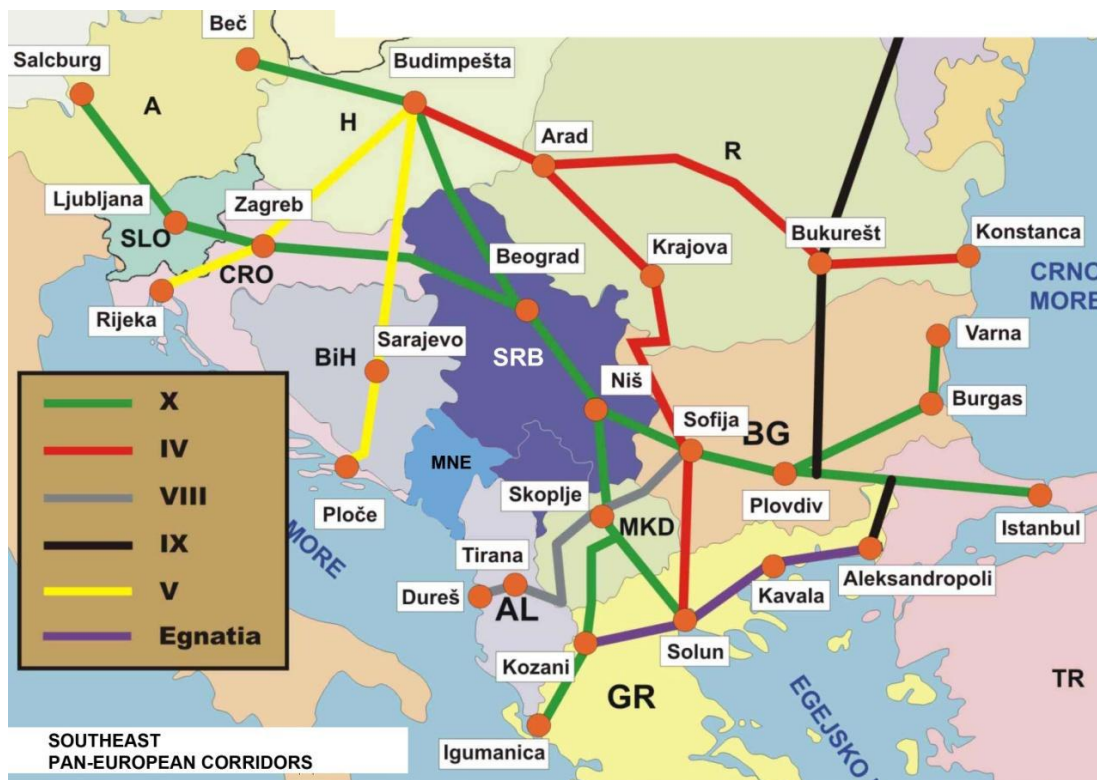 Beč
Salcburg
Budimpešta
A
H
Arad
R
Ljubljana
Zagreb
SLO
CRO
Rijeka
Beograd
Krajova
Bukurešt
Konstanca
CRNO
MORE
Sarajevo
BiH
SRB
Varna
Niš
Burgas
Sofija
BG
MNE
Ploče
Skoplje
MKD
Plovdiv
Istanbul
MORE
Tirana
Dureš
AL
Kavala
Aleksandropoli
Kozani
Solun
TR
GR
EGEJSKO
Igumanica
X
IV
VIII
IX
V
Egnatia
SOUTHEAST
PAN-EUROPEAN CORRIDORS